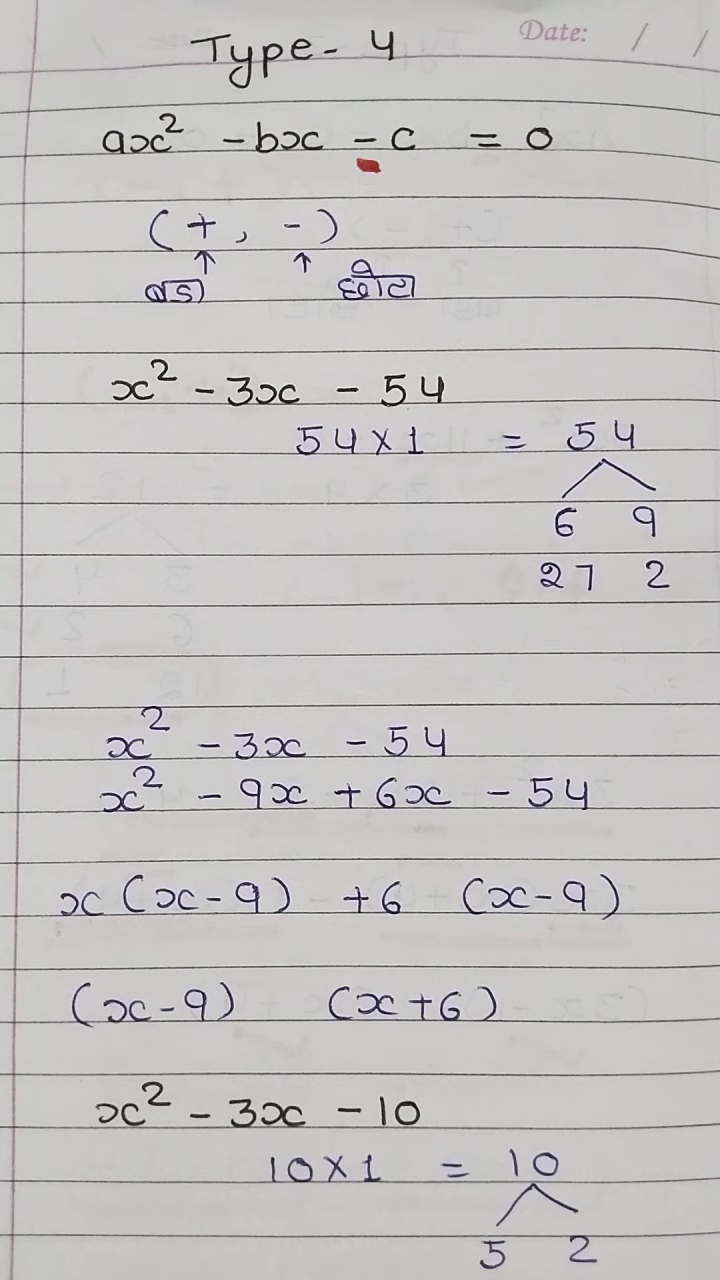 Date: / /
Type - 4
ax² - bx - c = 0
(+, -)
↑ ↑
बड़ा छोटा
x² - 3x - 54
54 × 1 = 54
6 9
27 2
x² - 3x - 54
x² - 9x + 6x - 54
x (x - 9) + 6 (x - 9)
(x - 9) (x + 6)
x² - 3x - 10
10 × 1 = 10
5 2